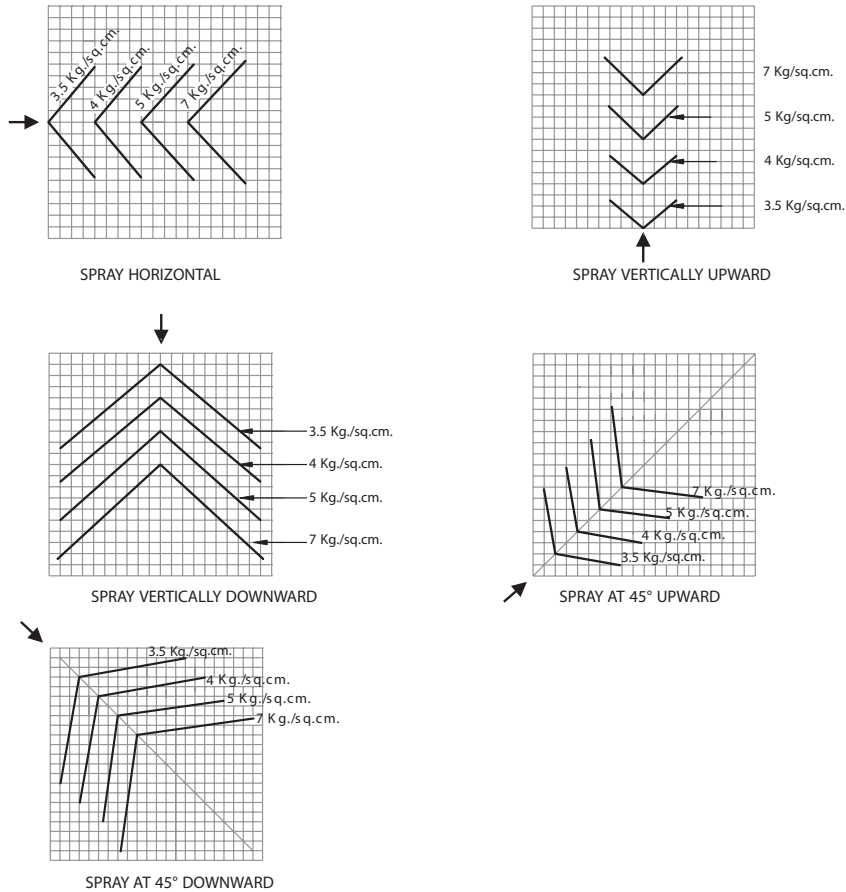 3.5 Kg./sq.cm.
4 Kg./sq.cm.
5 Kg./sq.cm.
7 Kg./sq.cm.
SPRAY HORIZONTAL
7 Kg/sq.cm.
5 Kg/sq.cm.
4 Kg/sq.cm.
3.5 Kg/sq.cm.
SPRAY VERTICALLY UPWARD
3.5 Kg./sq.cm.
4 Kg./sq.cm.
5 Kg./sq.cm.
7 Kg/sq.cm.
SPRAY VERTICALLY DOWNWARD
7 Kg./sq.cm.
5 Kg./sq.cm.
4 Kg./sq.cm.
3.5 Kg./sq.cm.
SPRAY AT 45° UPWARD
3.5 Kg./sq.cm.
4 Kg./sq.cm.
5 Kg./sq.cm.
7 Kg./sq.cm.
SPRAY AT 45° DOWNWARD